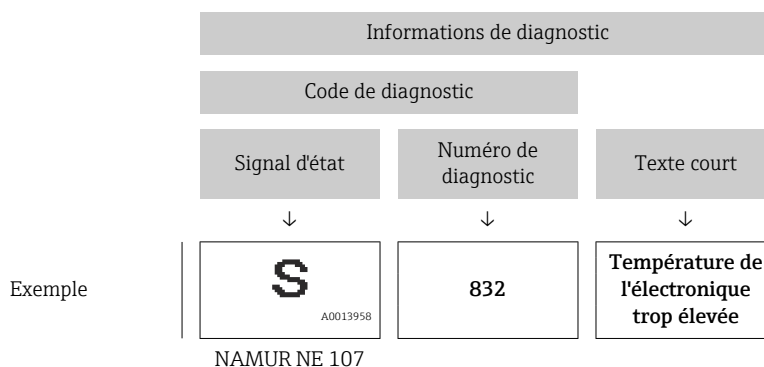 Informations de diagnostic
Code de diagnostic
Signal d'état
Numéro de
diagnostic
Texte court
↓ ↓ ↓
Exemple
S
A0013958
832
Température de
l'électronique
trop élevée
NAMUR NE 107